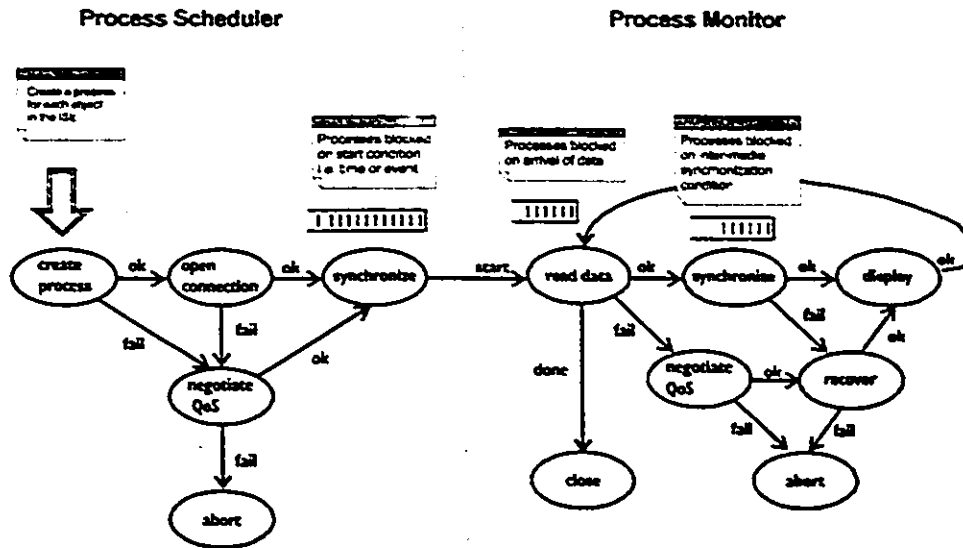 Process Scheduler
Process Monitor
Create a process
for each object
in the
Processes blocked
on start condition
i.e. time or event
Processes blocked
on arrival of data
Processes blocked
on inter-media
synchronization
condition
create
process
ok
open
connection
ok
synchronize
start
read data
ok
synchronize
ok
display
ok
fail
fail
ok
negotiate
QoS
fail
abort
done
fail
negotiate
QoS
ok
fail
recover
ok
fail
fail
close
abort